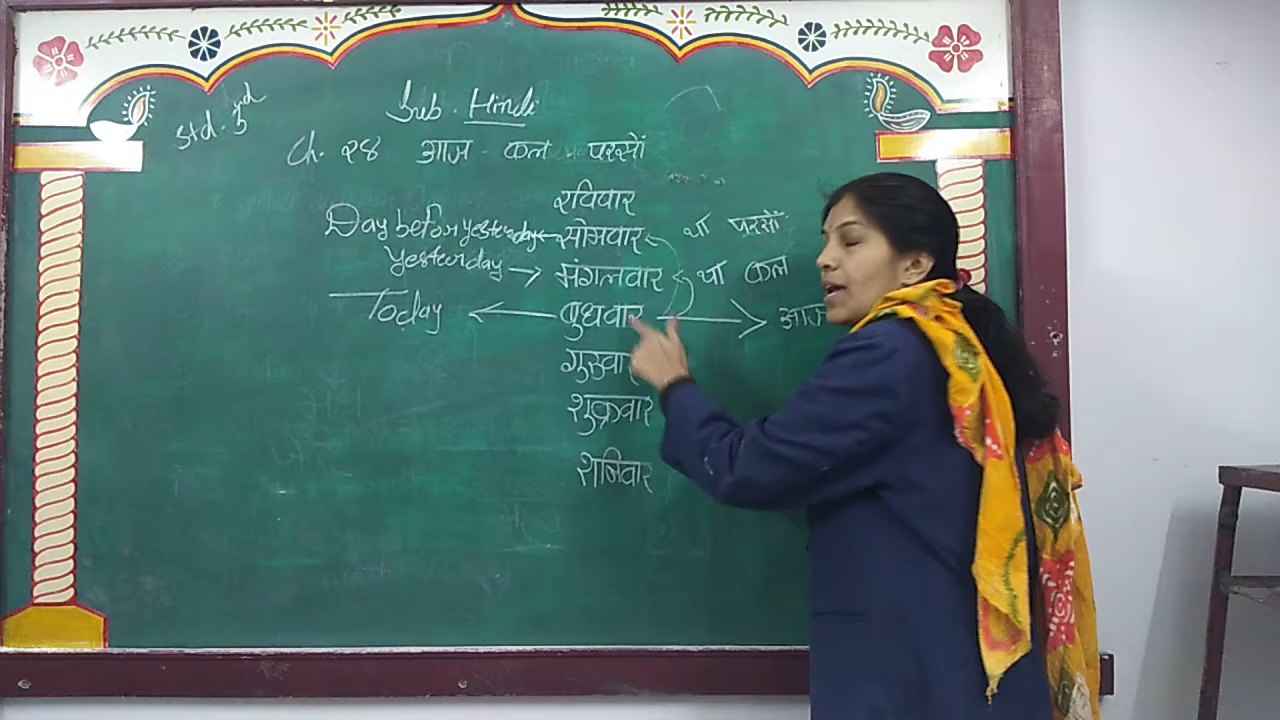 Sub. Hindi
Std. 3rd
Ch. २४ आज - कल - परसों
रविवार
Day before yesterday सोमवार था परसों
Yesterday मंगलवार था कल
Today बुधवार आज
गुरुवार
शुक्रवार
शनिवार